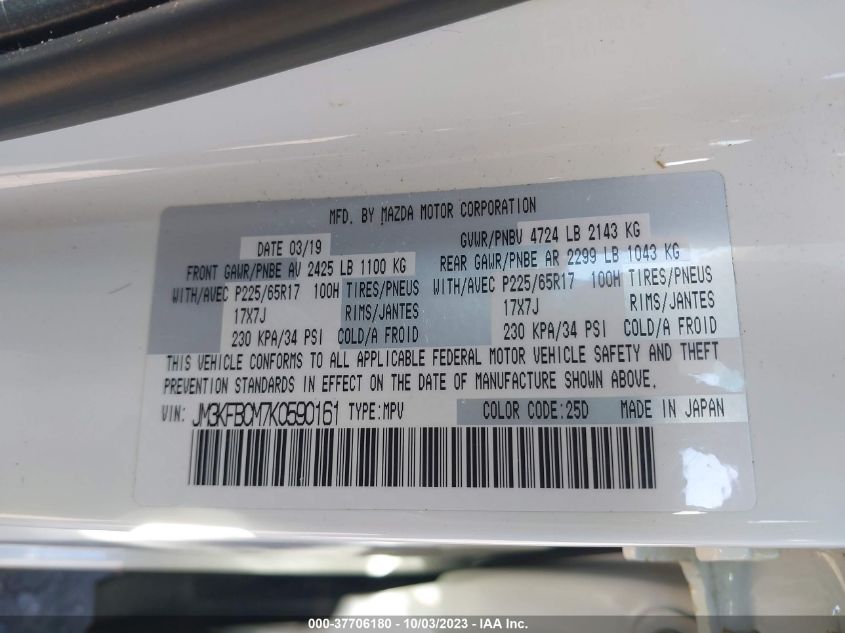 MFD. BY MAZDA MOTOR CORPORATION
DATE 03/19 GVWR/PNBV 4724 LB 2143 KG
FRONT GAWR/PNBE AV 2425 LB 1100 KG REAR GAWR/PNBE AR 2299 LB 1043 KG
WITH/AVEC P225/65R17 100H TIRES/PNEUS WITH/AVEC P225/65R17 100H TIRES/PNEUS
17X7J RIMS/JANTES 17X7J RIMS/JANTES
230 KPA/34 PSI COLD/A FROID 230 KPA/34 PSI COLD/A FROID
THIS VEHICLE CONFORMS TO ALL APPLICABLE FEDERAL MOTOR VEHICLE SAFETY AND THEFT
PREVENTION STANDARDS IN EFFECT ON THE DATE OF MANUFACTURE SHOWN ABOVE.
VIN: JM3KFBCM7K0590161 TYPE:MPV COLOR CODE:25D MADE IN JAPAN
000-37706180 - 10/03/2023 - © IAA Inc.